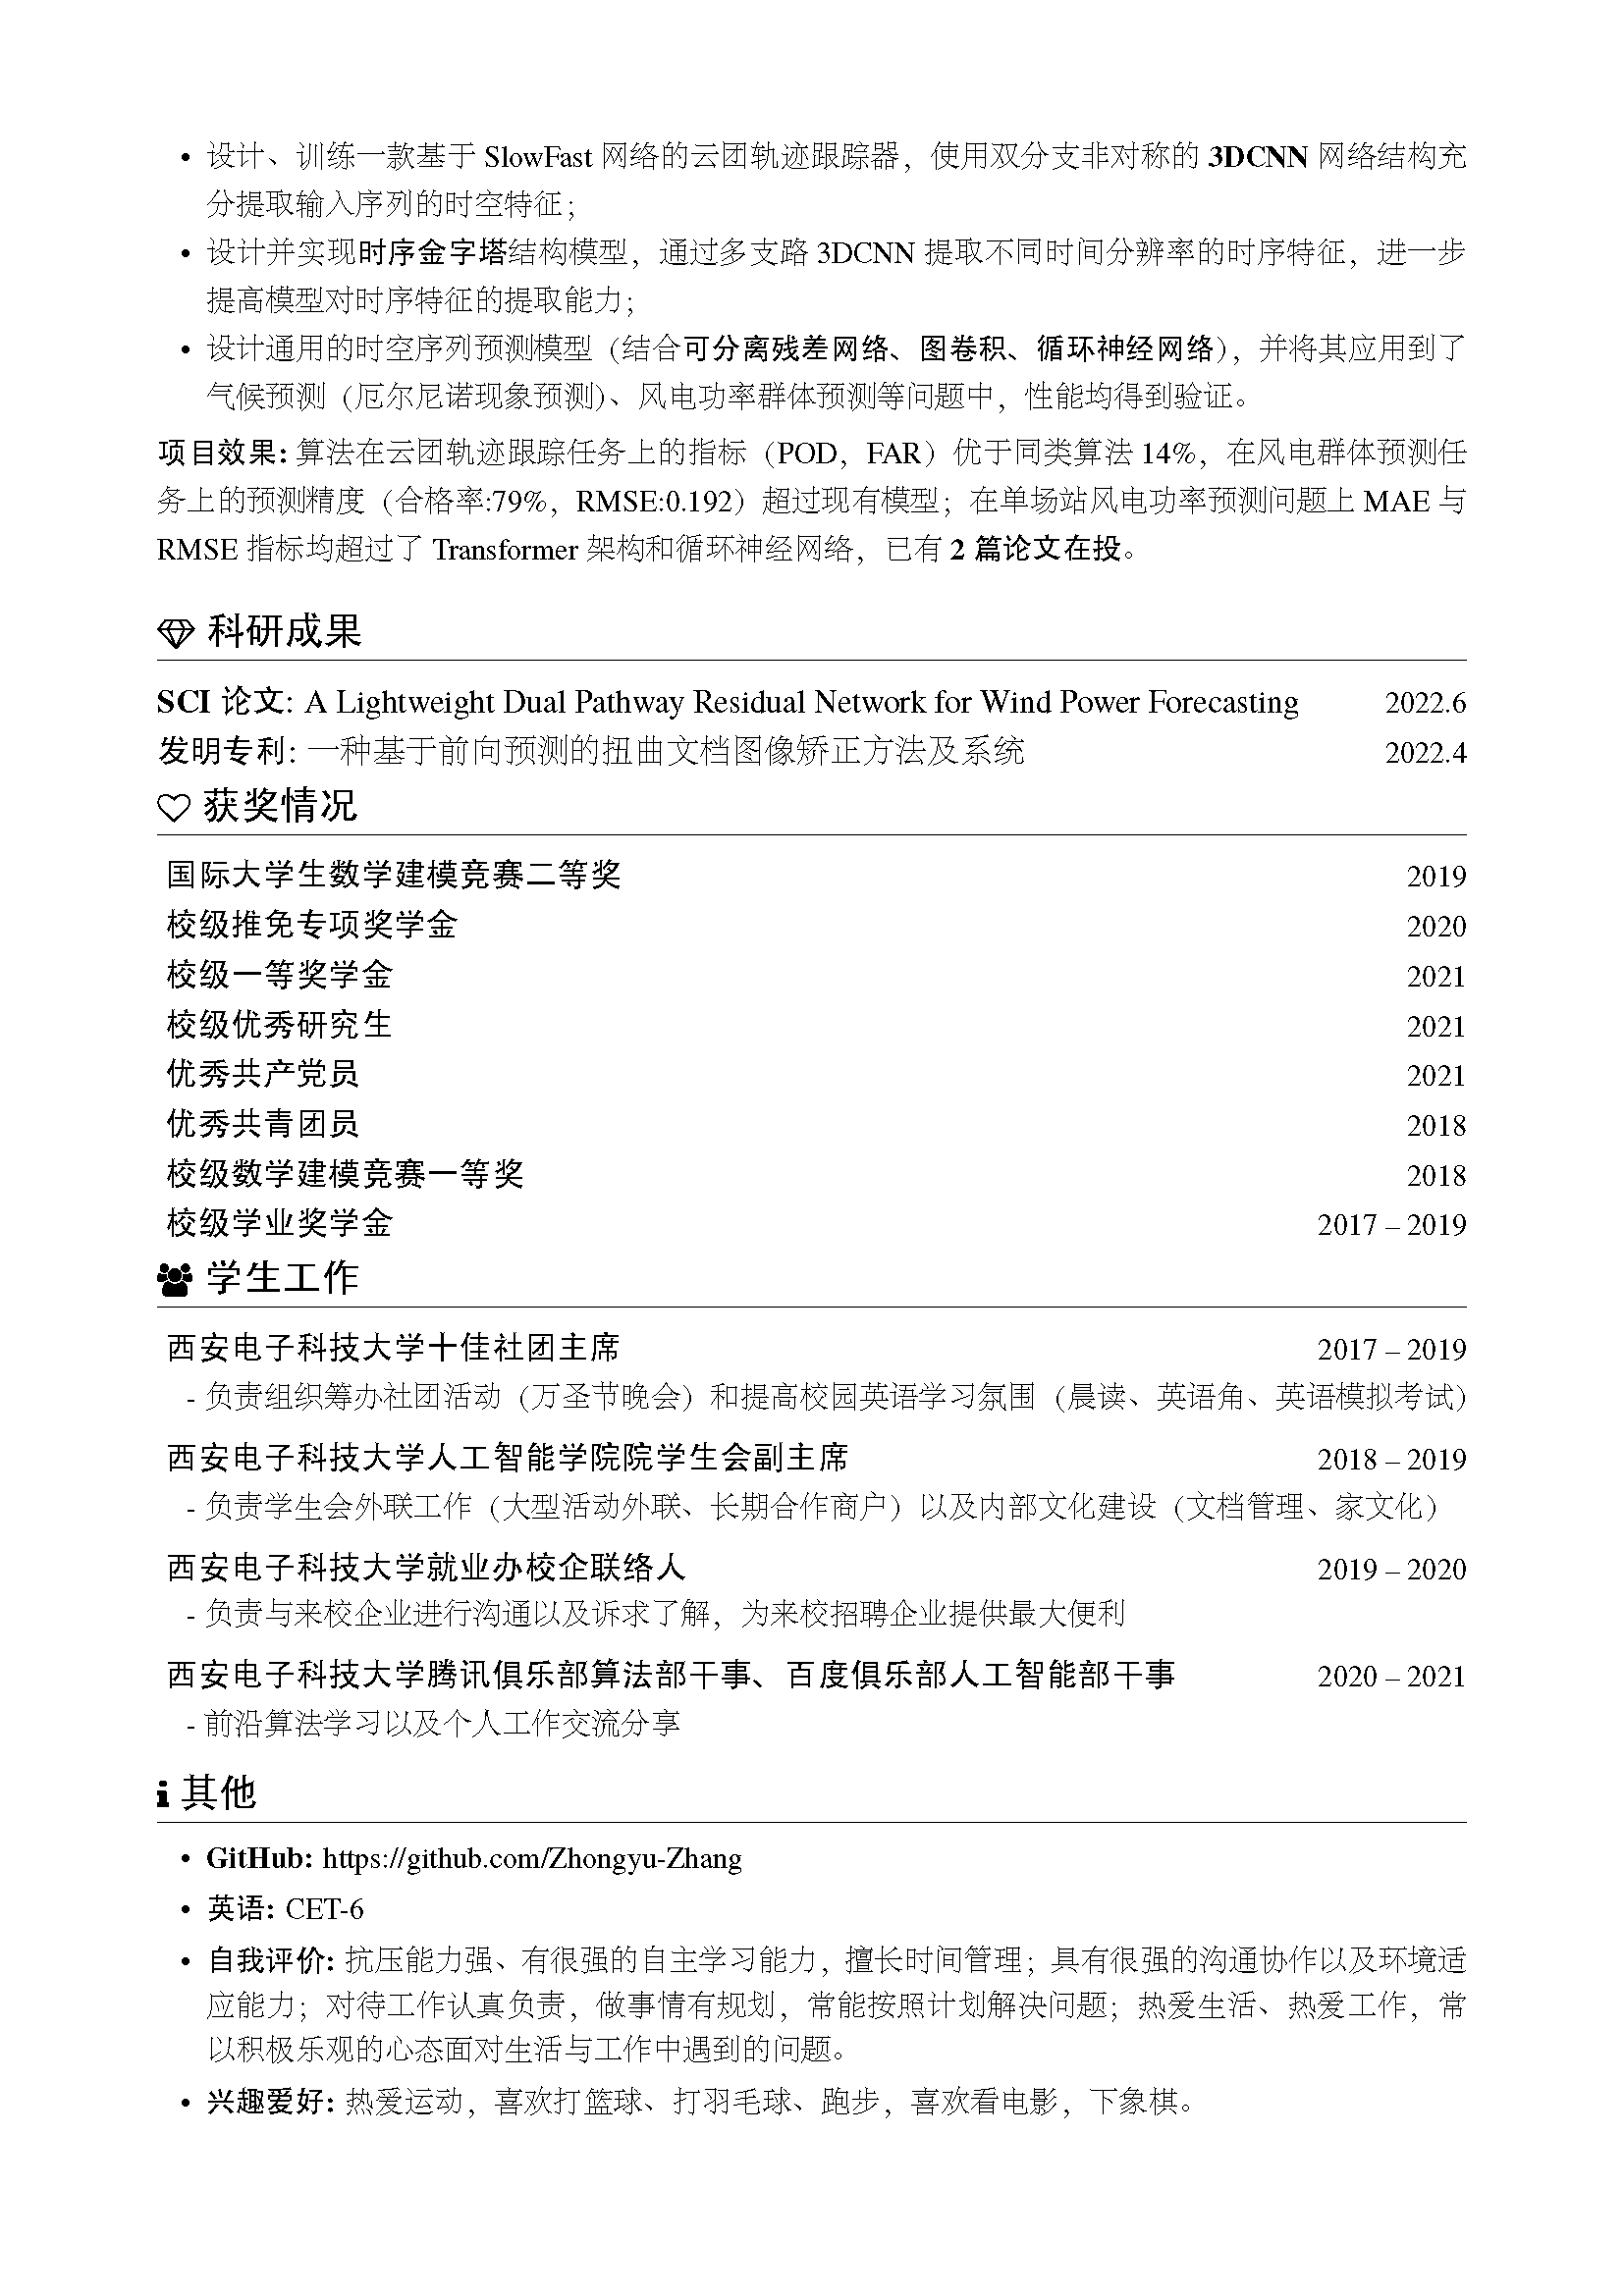 • 设计、训练一款基于 SlowFast 网络的云团轨迹跟踪器，使用双分支非对称的 3DCNN 网络结构充
分提取输入序列的时空特征；
• 设计并实现时序金字塔结构模型，通过多支路 3DCNN 提取不同时间分辨率的时序特征，进一步
提高模型对时序特征的提取能力；
• 设计通用的时空序列预测模型（结合可分离残差网络、图卷积、循环神经网络），并将其应用到了
气候预测（厄尔尼诺现象预测）、风电功率群体预测等问题中，性能均得到验证。
项目效果: 算法在云团轨迹跟踪任务上的指标（POD，FAR）优于同类算法 14%，在风电群体预测任
务上的预测精度（合格率:79%，RMSE:0.192）超过现有模型；在单场站风电功率预测问题上 MAE 与
RMSE 指标均超过了 Transformer 架构和循环神经网络，已有 2 篇论文在投。
科研成果
SCI 论文: A Lightweight Dual Pathway Residual Network for Wind Power Forecasting 2022.6
发明专利: 一种基于前向预测的扭曲文档图像矫正方法及系统 2022.4
获奖情况
国际大学生数学建模竞赛二等奖 2019
校级推免专项奖学金 2020
校级一等奖学金 2021
校级优秀研究生 2021
优秀共产党员 2021
优秀共青团员 2018
校级数学建模竞赛一等奖 2018
校级学业奖学金 2017 – 2019
学生工作
西安电子科技大学十佳社团主席 2017 – 2019
- 负责组织筹办社团活动（万圣节晚会）和提高校园英语学习氛围（晨读、英语角、英语模拟考试）
西安电子科技大学人工智能学院院学生会副主席 2018 – 2019
- 负责学生会外联工作（大型活动外联、长期合作商户）以及内部文化建设（文档管理、家文化）
西安电子科技大学就业办校企联络人 2019 – 2020
- 负责与来校企业进行沟通以及诉求了解，为来校招聘企业提供最大便利
西安电子科技大学腾讯俱乐部算法部干事、百度俱乐部人工智能部干事 2020 – 2021
- 前沿算法学习以及个人工作交流分享
其他
• GitHub: https://github.com/Zhongyu-Zhang
• 英语: CET-6
• 自我评价: 抗压能力强、有很强的自主学习能力，擅长时间管理；具有很强的沟通协作以及环境适
应能力；对待工作认真负责，做事情有规划，常能按照计划解决问题；热爱生活、热爱工作，常
以积极乐观的心态面对生活与工作中遇到的问题。
• 兴趣爱好: 热爱运动，喜欢打篮球、打羽毛球、跑步，喜欢看电影，下象棋。